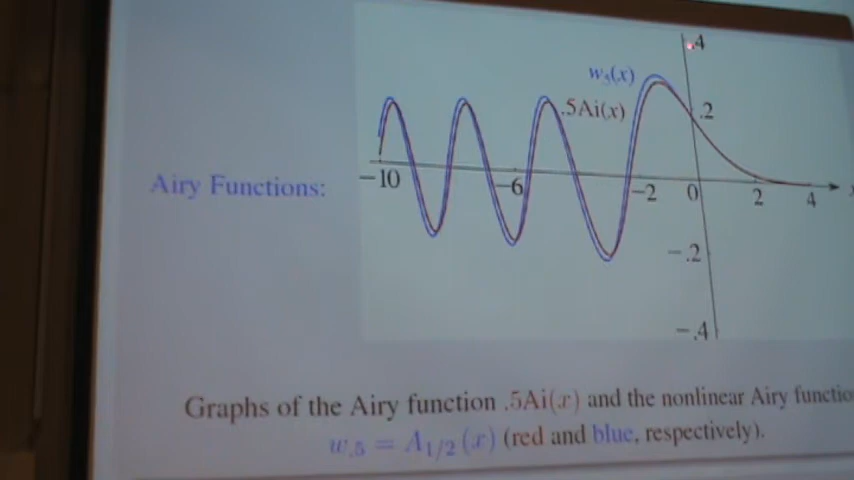 .4
w.5(x)
.5Ai(x)
.2
Airy Functions:
−10
−6
−2
0
2
4
−.2
−.4
Graphs of the Airy function .5Ai(x) and the nonlinear Airy
w.5 = A1/2(x) (red and blue, respectively).